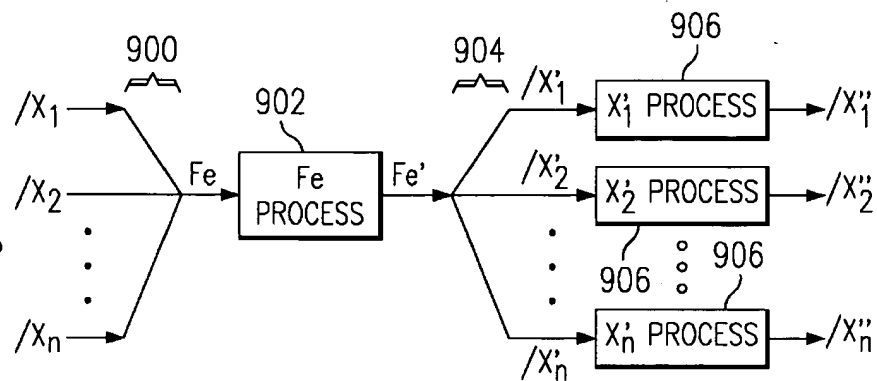 900
904
906
/X₁
902
/X'₁
X'₁ PROCESS
/X''₁
/X₂
Fe
Fe
PROCESS
Fe'
/X'₂
X'₂ PROCESS
/X''₂
906
906
/Xₙ
/X'ₙ
X'ₙ PROCESS
/X''ₙ